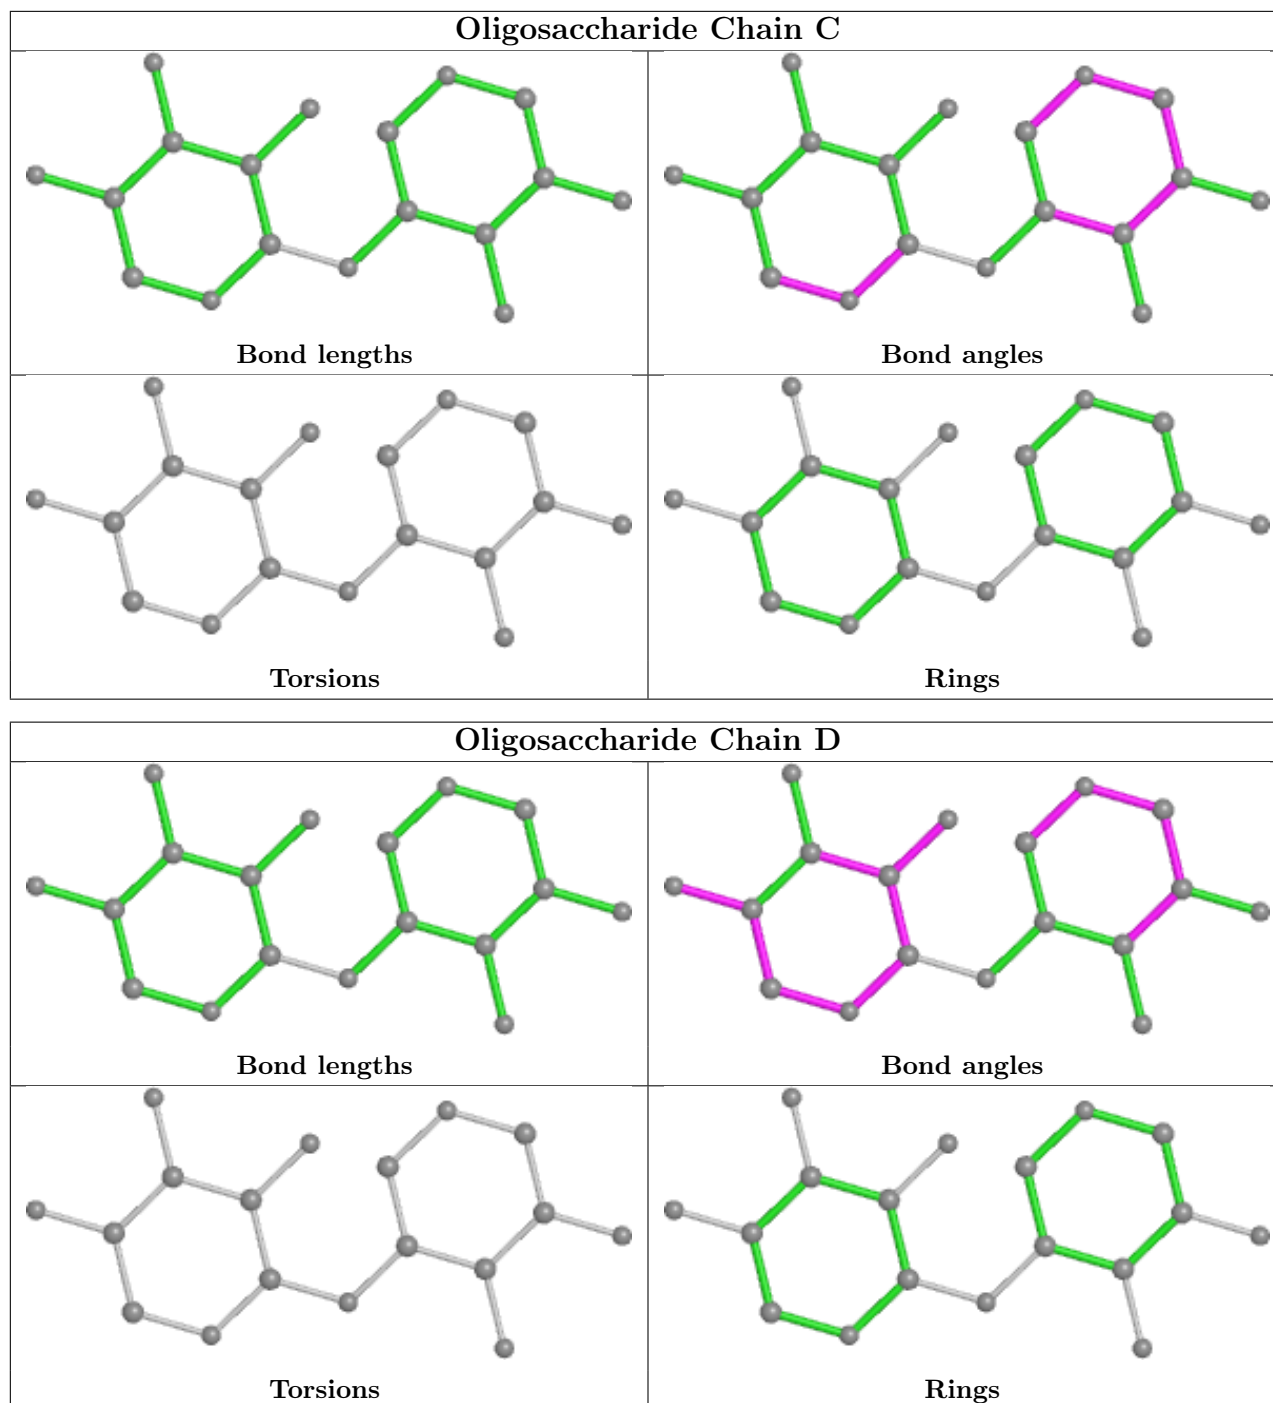 Oligosaccharide Chain C
Bond lengths
Bond angles
Torsions
Rings
Oligosaccharide Chain D
Bond lengths
Bond angles
Torsions
Rings